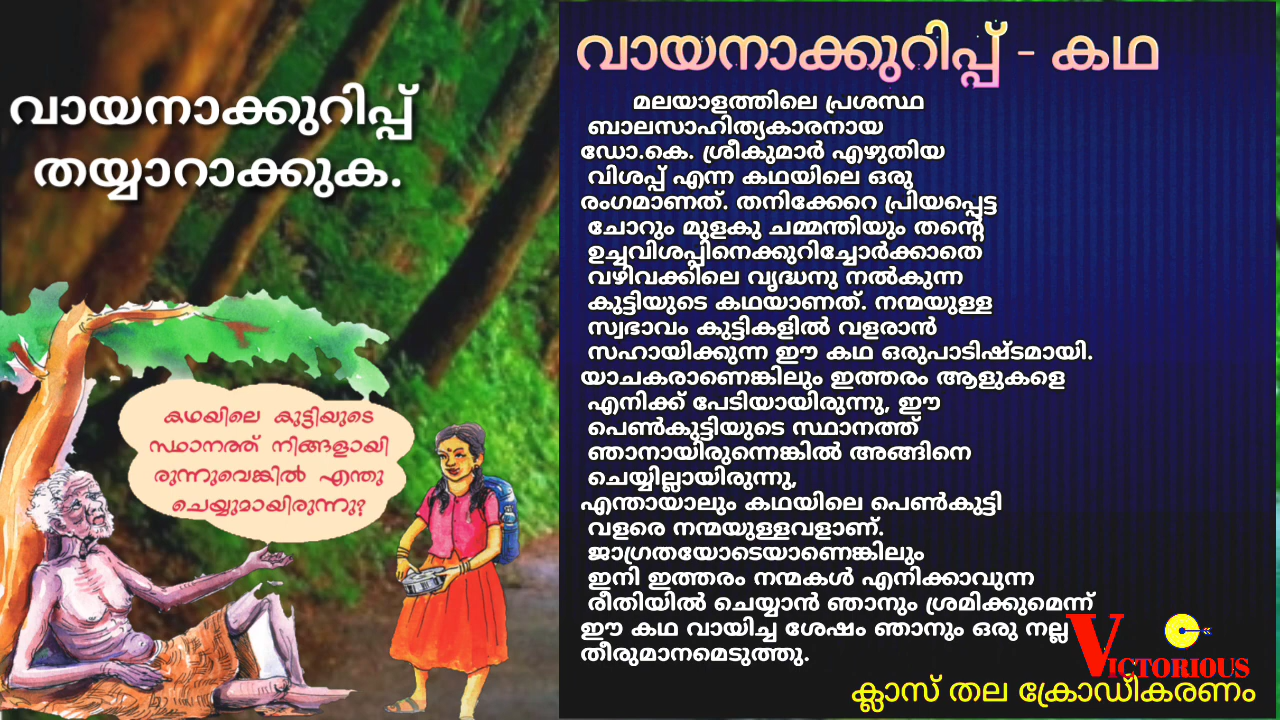 വായനാക്കുറിപ്പ്
തയ്യാറാക്കുക.
കഥയിലെ കുട്ടിയുടെ
സ്ഥാനത്ത് നിങ്ങളായി
രുന്നുവെങ്കിൽ എന്തു
ചെയ്യുമായിരുന്നു?
വായനാക്കുറിപ്പ് - കഥ
മലയാളത്തിലെ പ്രശസ്ഥ
ബാലസാഹിത്യകാരനായ
ഡോ.കെ. ശ്രീകുമാർ എഴുതിയ
വിശപ്പ് എന്ന കഥയിലെ ഒരു
രംഗമാണത്. തനിക്കേറെ പ്രിയപ്പെട്ട
ചോറും മുളകു ചമ്മന്തിയും തന്റെ
ഉച്ചവിശപ്പിനെക്കുറിച്ചോർക്കാതെ
വഴിവക്കിലെ വൃദ്ധനു നൽകുന്ന
കുട്ടിയുടെ കഥയാണത്. നന്മയുള്ള
സ്വഭാവം കുട്ടികളിൽ വളരാൻ
സഹായിക്കുന്ന ഈ കഥ ഒരുപാടിഷ്ടമായി.
യാചകരാണെങ്കിലും ഇത്തരം ആളുകളെ
എനിക്ക് പേടിയായിരുന്നു, ഈ
പെൺകുട്ടിയുടെ സ്ഥാനത്ത്
ഞാനായിരുന്നെങ്കിൽ അങ്ങിനെ
ചെയ്യില്ലായിരുന്നു,
എന്തായാലും കഥയിലെ പെൺകുട്ടി
വളരെ നന്മയുള്ളവളാണ്.
ജാഗ്രതയോടെയാണെങ്കിലും
ഇനി ഇത്തരം നന്മകൾ എനിക്കാവുന്ന
രീതിയിൽ ചെയ്യാൻ ഞാനും ശ്രമിക്കുമെന്ന്
ഈ കഥ വായിച്ച ശേഷം ഞാനും ഒരു നല്ല
തീരുമാനമെടുത്തു.
VICTORIOUS
ക്ലാസ് തല ക്രോഡീകരണം